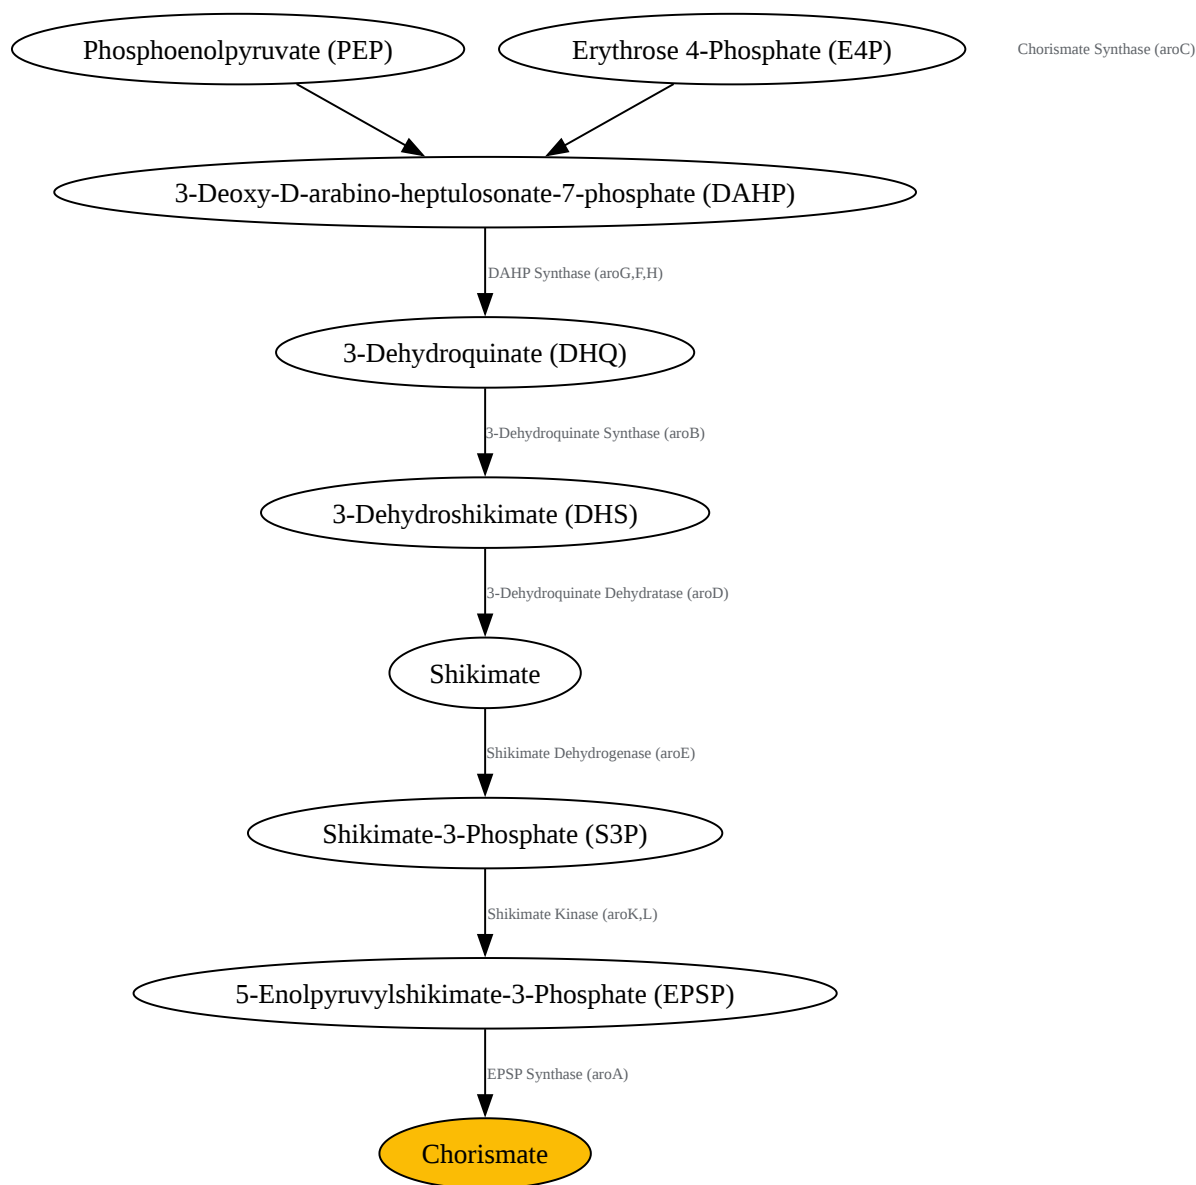 Phosphoenolpyruvate (PEP)
Erythrose 4-Phosphate (E4P)
Chorismate Synthase (aroC)
3-Deoxy-D-arabino-heptulosonate-7-phosphate (DAHP)
DAHP Synthase (aroG,F,H)
3-Dehydroquinate (DHQ)
3-Dehydroquinate Synthase (aroB)
3-Dehydroshikimate (DHS)
3-Dehydroquinate Dehydratase (aroD)
Shikimate
Shikimate Dehydrogenase (aroE)
Shikimate-3-Phosphate (S3P)
Shikimate Kinase (aroK,L)
5-Enolpyruvylshikimate-3-Phosphate (EPSP)
EPSP Synthase (aroA)
Chorismate